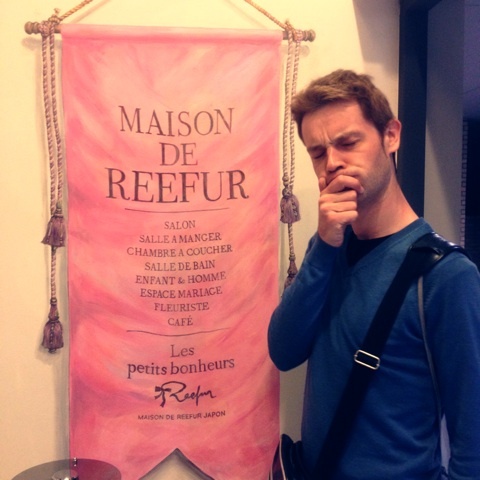 MAISON
DE
REEFUR
SALON
SALLE A MANGER
CHAMBRE A COUCHER
SALLE DE BAIN
ENFANT & HOMME
ESPACE MARIAGE
FLEURISTE
CAFÉ
Les
petits bonheurs
Reefur
MAISON DE REEFUR JAPON